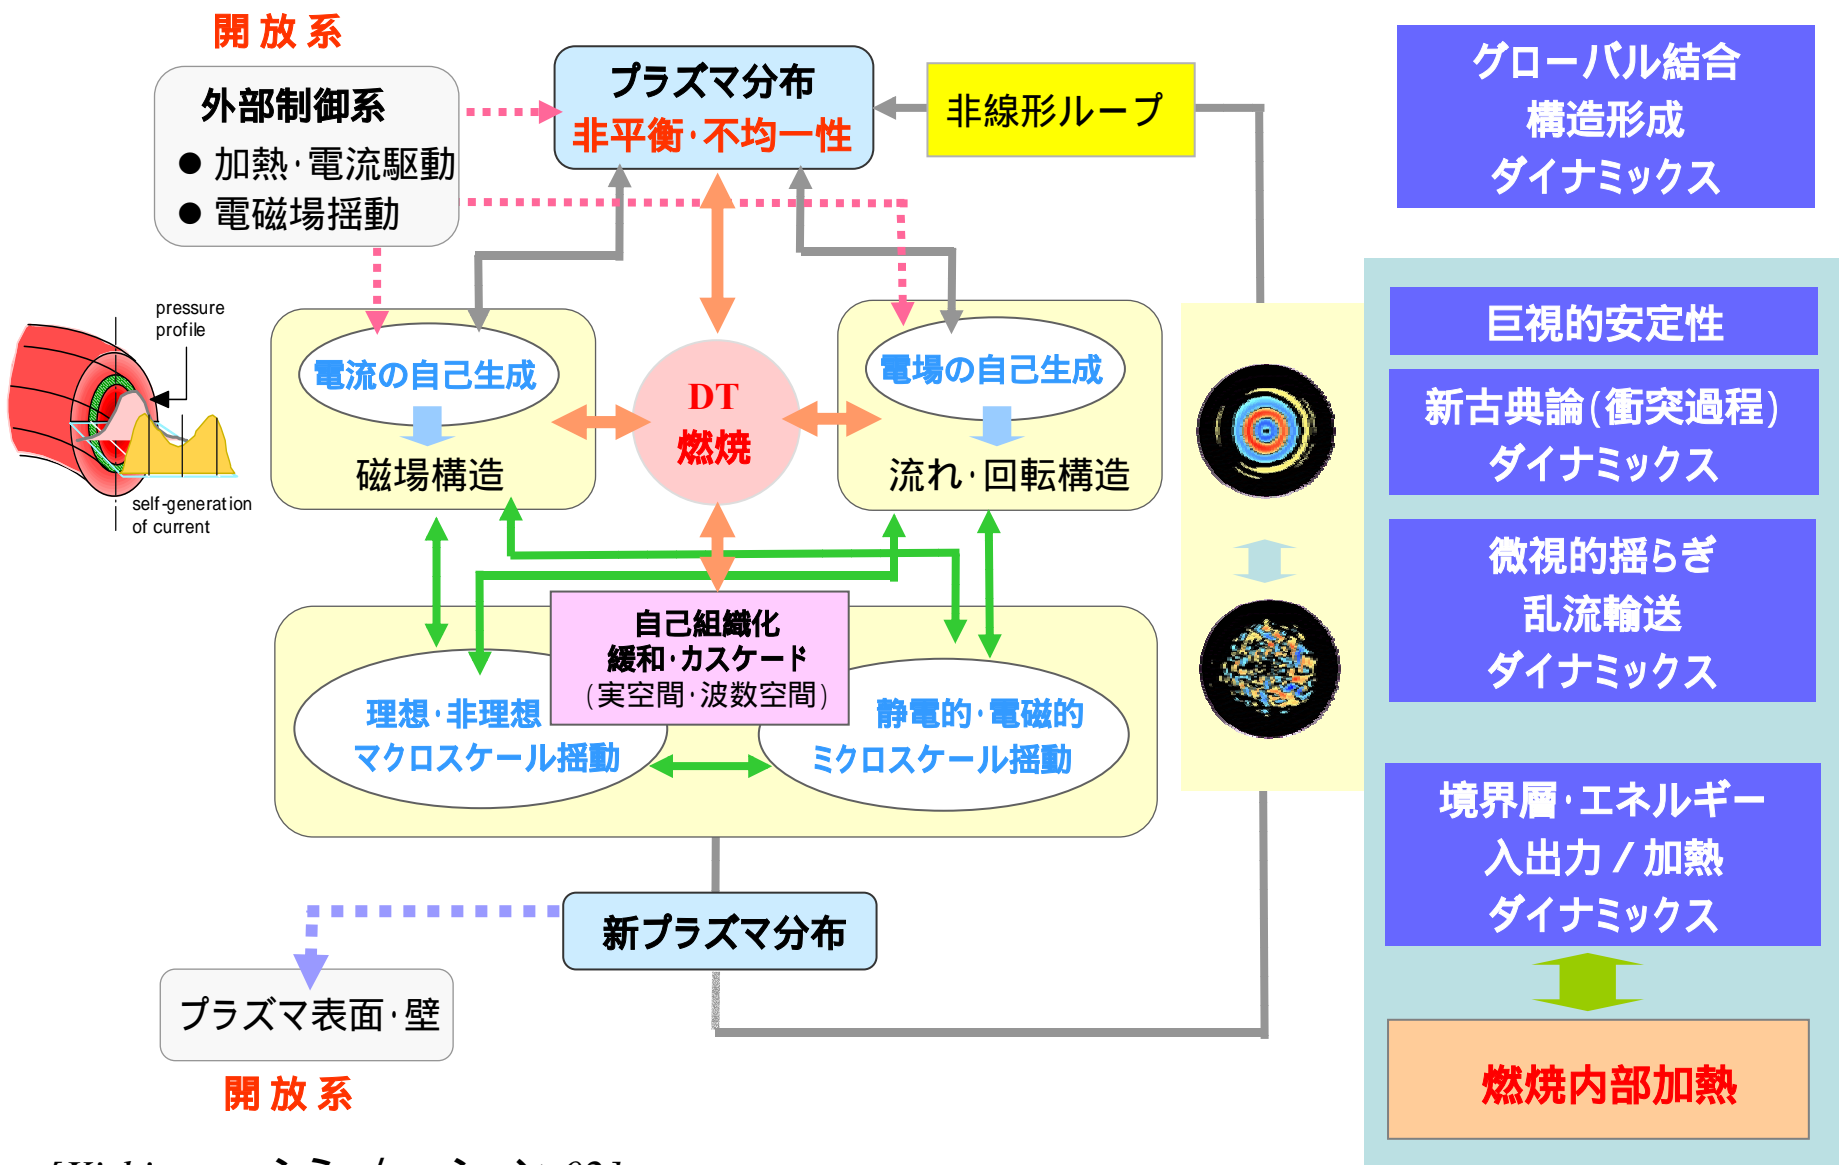 開 放 系
外部制御系
● 加熱・電流駆動
● 電磁場揺動
プラズマ分布
非平衡・不均一性
非線形ループ
グローバル結合
構造形成
ダイナミックス
pressure
profile
self-generation
of current
電流の自己生成
磁場構造
DT
燃焼
電場の自己生成
流れ・回転構造
巨視的安定性
新古典論(衝突過程)
ダイナミックス
微視的揺らぎ
乱流輸送
ダイナミックス
自己組織化
緩和・カスケード
(実空間・波数空間)
理想・非理想
マクロスケール揺動
静電的・電磁的
ミクロスケール揺動
境界層・エネルギー
入出力 / 加熱
ダイナミックス
新プラズマ分布
プラズマ表面・壁
開 放 系
燃焼内部加熱